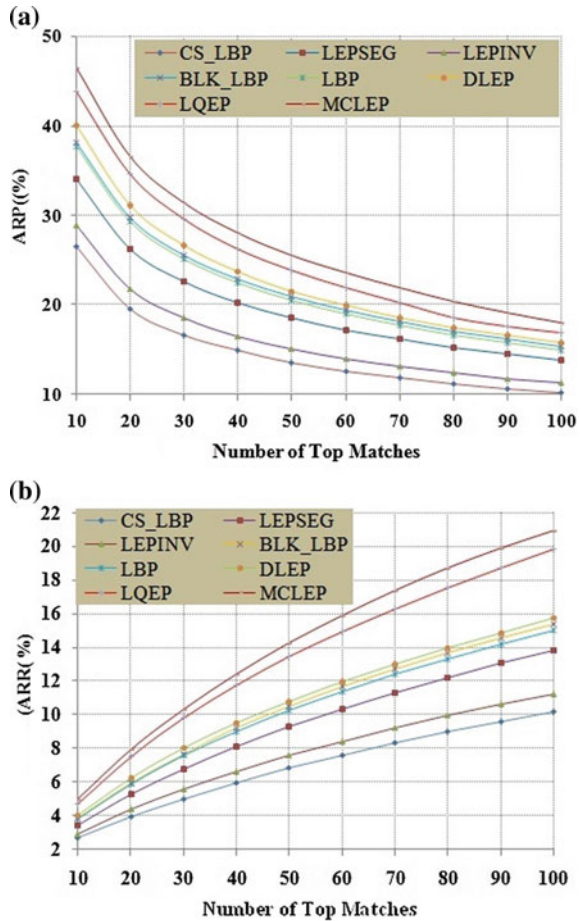 (a)
50
40
30
20
10
ARP((%)
CS_LBP LEPSEG LEPINV
BLK_LBP LBP DLEP
LQEP MCLEP
10 20 30 40 50 60 70 80 90 100
Number of Top Matches
(b)
22
20
18
16
14
12
10
8
6
4
2
(ARR(%)
CS_LBP LEPSEG
LEPINV BLK_LBP
LBP DLEP
LQEP MCLEP
10 20 30 40 50 60 70 80 90 100
Number of Top Matches